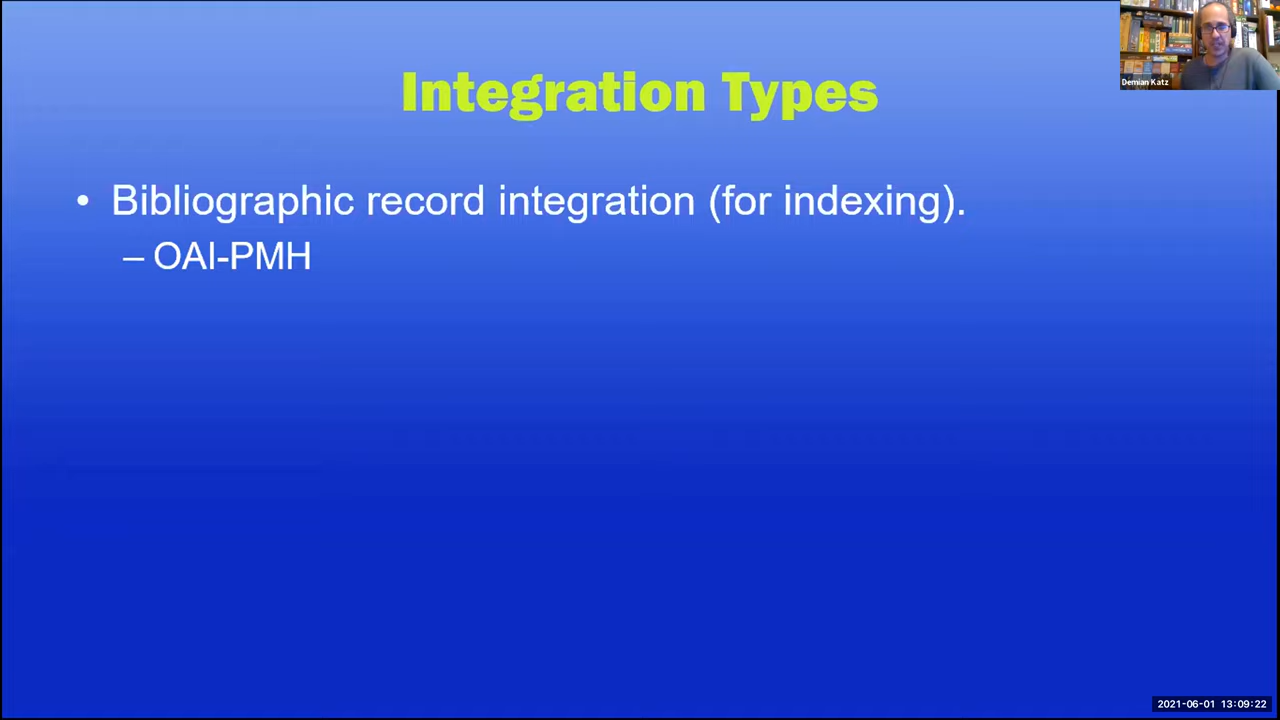 Integration Types
Demian Katz
• Bibliographic record integration (for indexing).
– OAI-PMH
2021-06-01 13:09:22